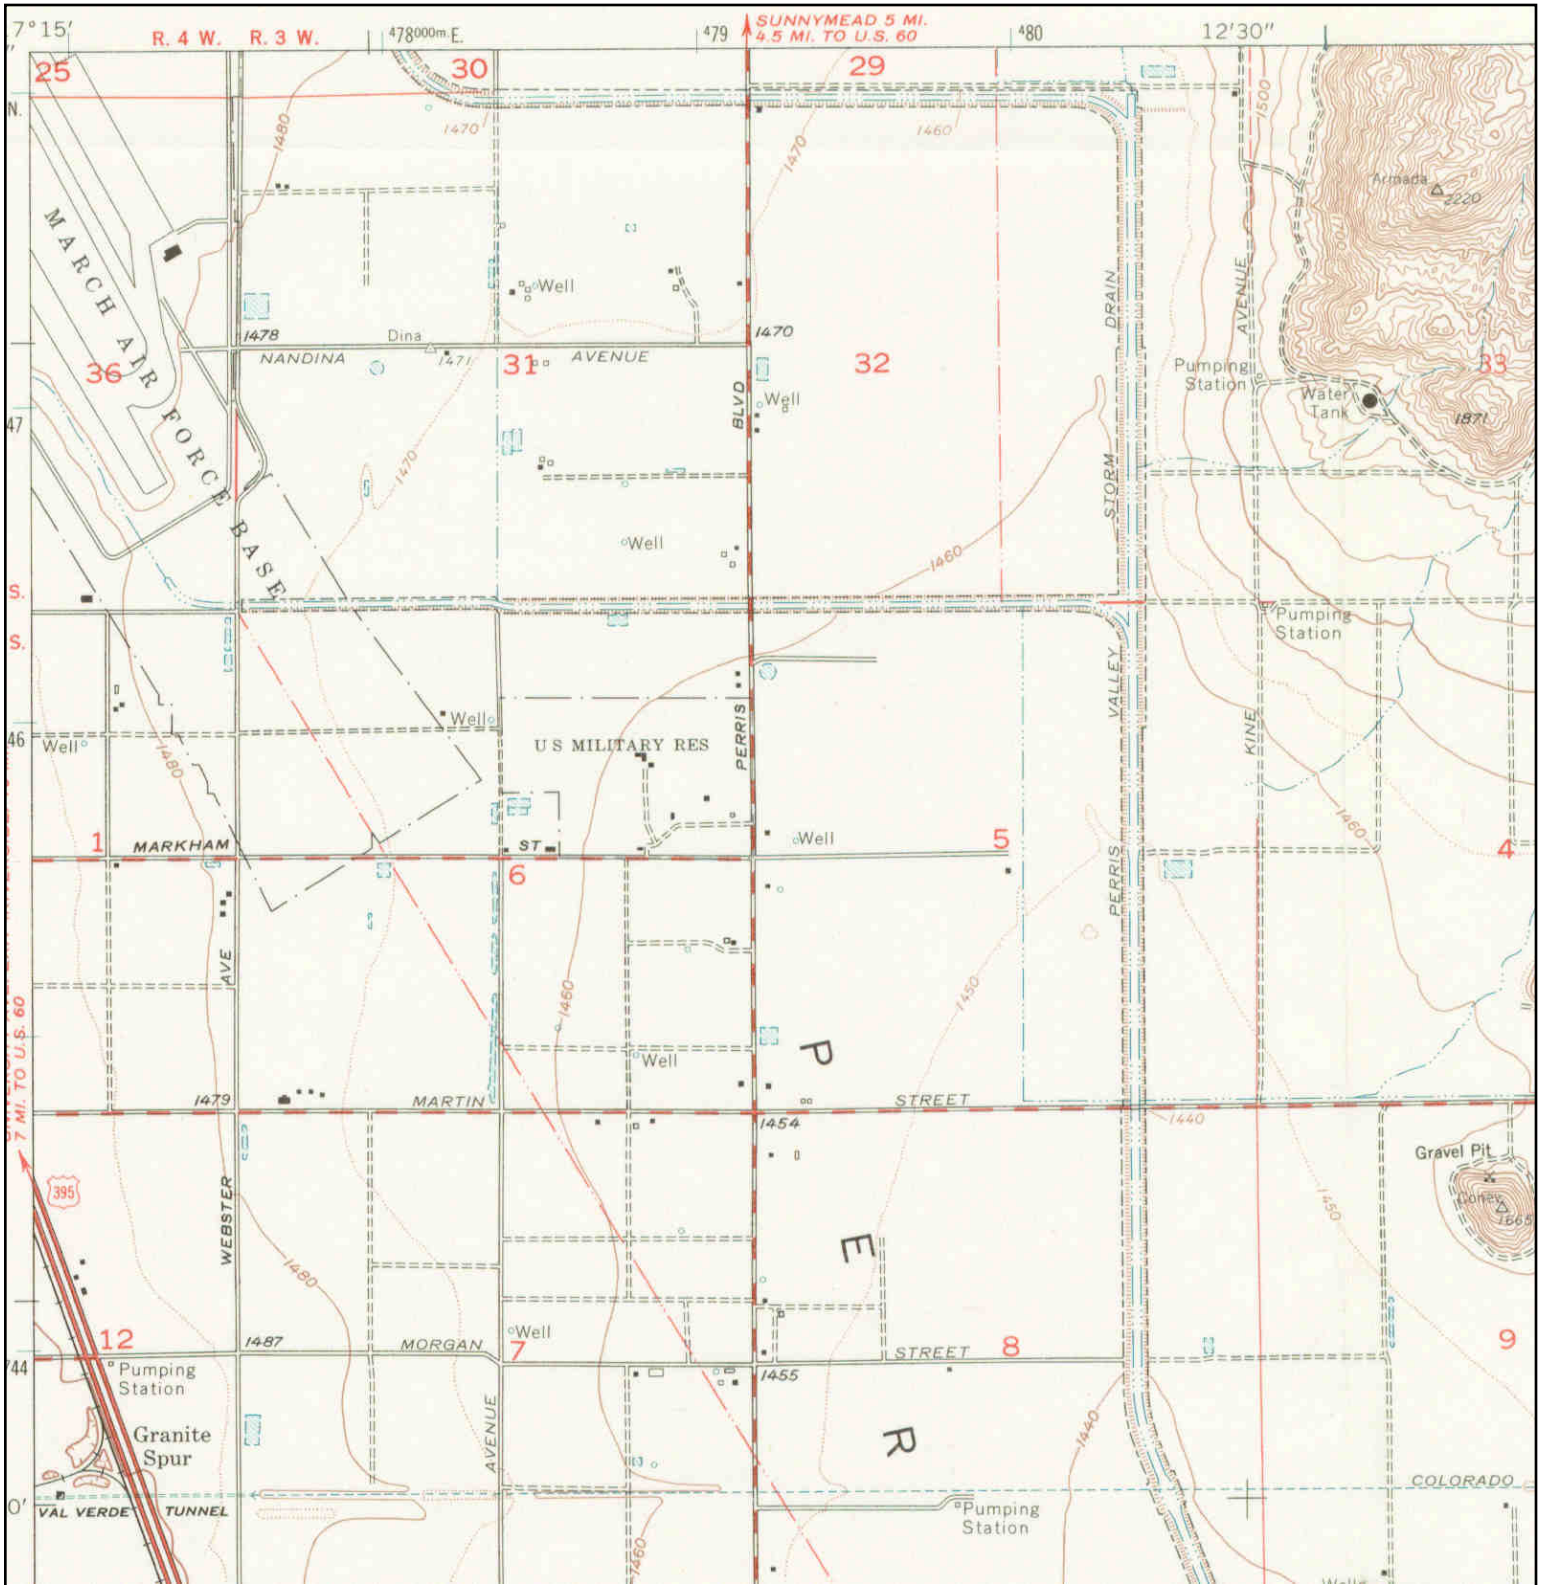 7°15′
R. 4 W.
R. 3 W.
478000m. E.
479
SUNNYMEAD 5 MI.
4.5 MI. TO U.S. 60
480
12′30″
25
30
29
N.
1480
1470
1470
1460
1500
Armada
2220
1700
MARCH AIR FORCE BASE
Well
DRAIN
AVENUE
1478
Dina
1470
NANDINA
1471
AVENUE
36
31
32
33
Pumping
Station
Water
Tank
1871
BLVD
Well
47
1470
STORM
Well
1460
S.
S.
Pumping
Station
VALLEY
KINE
Well
46
Well
1480
U S MILITARY RES
PERRIS
1460
1
MARKHAM
ST
Well
5
4
6
PERRIS
AVE
1460
1450
7 MI. TO U.S. 60
P
Well
1479
MARTIN
STREET
1454
1440
Gravel Pit
395
Coney
1665
WEBSTER
1450
E
1480
12
1487
MORGAN
Well
7
STREET
8
9
744
Pumping
Station
1455
Granite
Spur
AVENUE
R
1440
COLORADO
0′
VAL VERDE
TUNNEL
Pumping
Station
1460